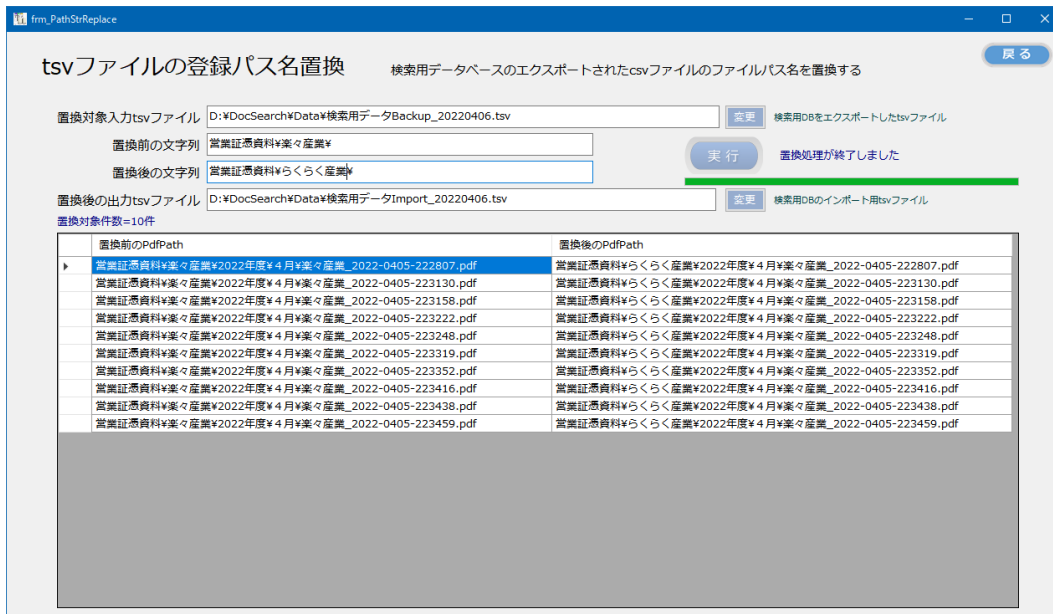 frm_PathStrReplace
戻る
tsvファイルの登録パス名置換 検索用データベースのエクスポートされたcsvファイルのファイルパス名を置換する
置換対象入力tsvファイル D:¥DocSearch¥Data¥検索用データBackup_20220406.tsv 変更 検索用DBをエクスポートしたtsvファイル
置換前の文字列 営業証憑資料¥楽々産業¥
実行 置換処理が終了しました
置換後の文字列 営業証憑資料¥らくらく産業¥
置換後の出力tsvファイル D:¥DocSearch¥Data¥検索用データImport_20220406.tsv 変更 検索用DBのインポート用tsvファイル
置換対象件数=10件
置換前のPdfPath 置換後のPdfPath
営業証憑資料¥楽々産業¥2022年度¥４月¥楽々産業_2022-0405-222807.pdf 営業証憑資料¥らくらく産業¥2022年度¥４月¥楽々産業_2022-0405-222807.pdf
営業証憑資料¥楽々産業¥2022年度¥４月¥楽々産業_2022-0405-223130.pdf 営業証憑資料¥らくらく産業¥2022年度¥４月¥楽々産業_2022-0405-223130.pdf
営業証憑資料¥楽々産業¥2022年度¥４月¥楽々産業_2022-0405-223158.pdf 営業証憑資料¥らくらく産業¥2022年度¥４月¥楽々産業_2022-0405-223158.pdf
営業証憑資料¥楽々産業¥2022年度¥４月¥楽々産業_2022-0405-223222.pdf 営業証憑資料¥らくらく産業¥2022年度¥４月¥楽々産業_2022-0405-223222.pdf
営業証憑資料¥楽々産業¥2022年度¥４月¥楽々産業_2022-0405-223248.pdf 営業証憑資料¥らくらく産業¥2022年度¥４月¥楽々産業_2022-0405-223248.pdf
営業証憑資料¥楽々産業¥2022年度¥４月¥楽々産業_2022-0405-223319.pdf 営業証憑資料¥らくらく産業¥2022年度¥４月¥楽々産業_2022-0405-223319.pdf
営業証憑資料¥楽々産業¥2022年度¥４月¥楽々産業_2022-0405-223352.pdf 営業証憑資料¥らくらく産業¥2022年度¥４月¥楽々産業_2022-0405-223352.pdf
営業証憑資料¥楽々産業¥2022年度¥４月¥楽々産業_2022-0405-223416.pdf 営業証憑資料¥らくらく産業¥2022年度¥４月¥楽々産業_2022-0405-223416.pdf
営業証憑資料¥楽々産業¥2022年度¥４月¥楽々産業_2022-0405-223438.pdf 営業証憑資料¥らくらく産業¥2022年度¥４月¥楽々産業_2022-0405-223438.pdf
営業証憑資料¥楽々産業¥2022年度¥４月¥楽々産業_2022-0405-223459.pdf 営業証憑資料¥らくらく産業¥2022年度¥４月¥楽々産業_2022-0405-223459.pdf